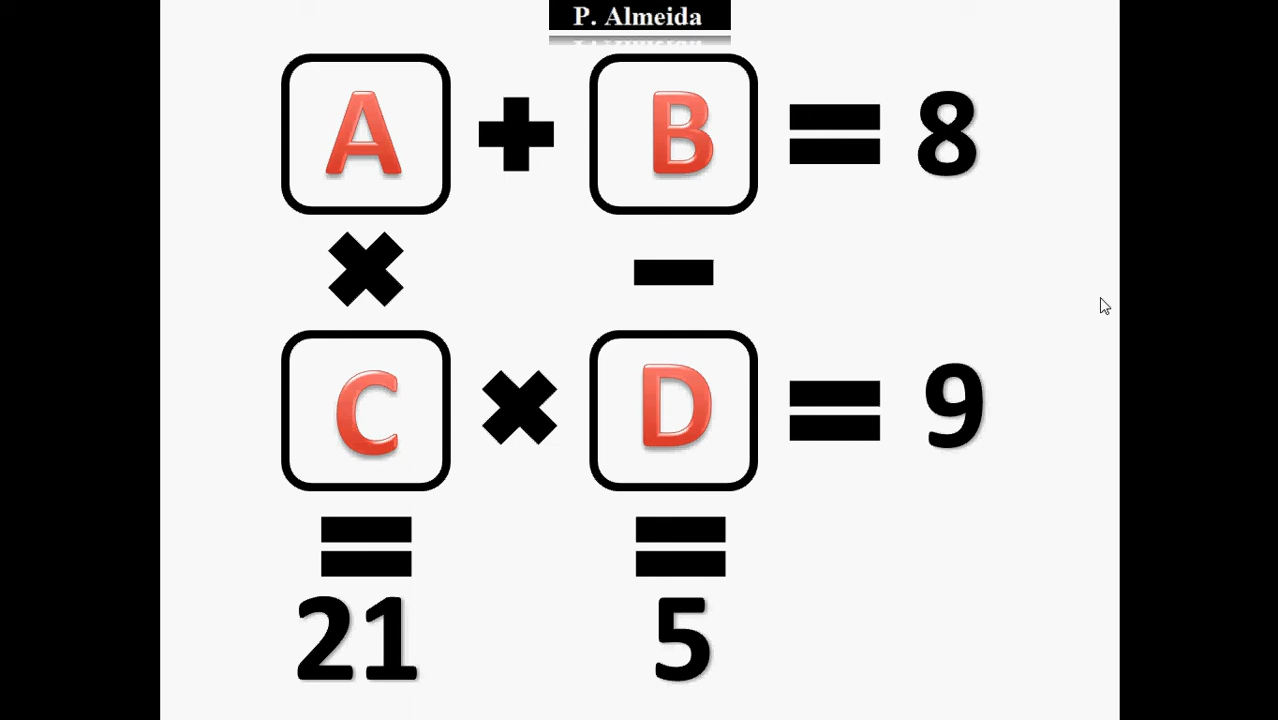 P. Almeida
A + B = 8
× −
C × D = 9
= =
21 5